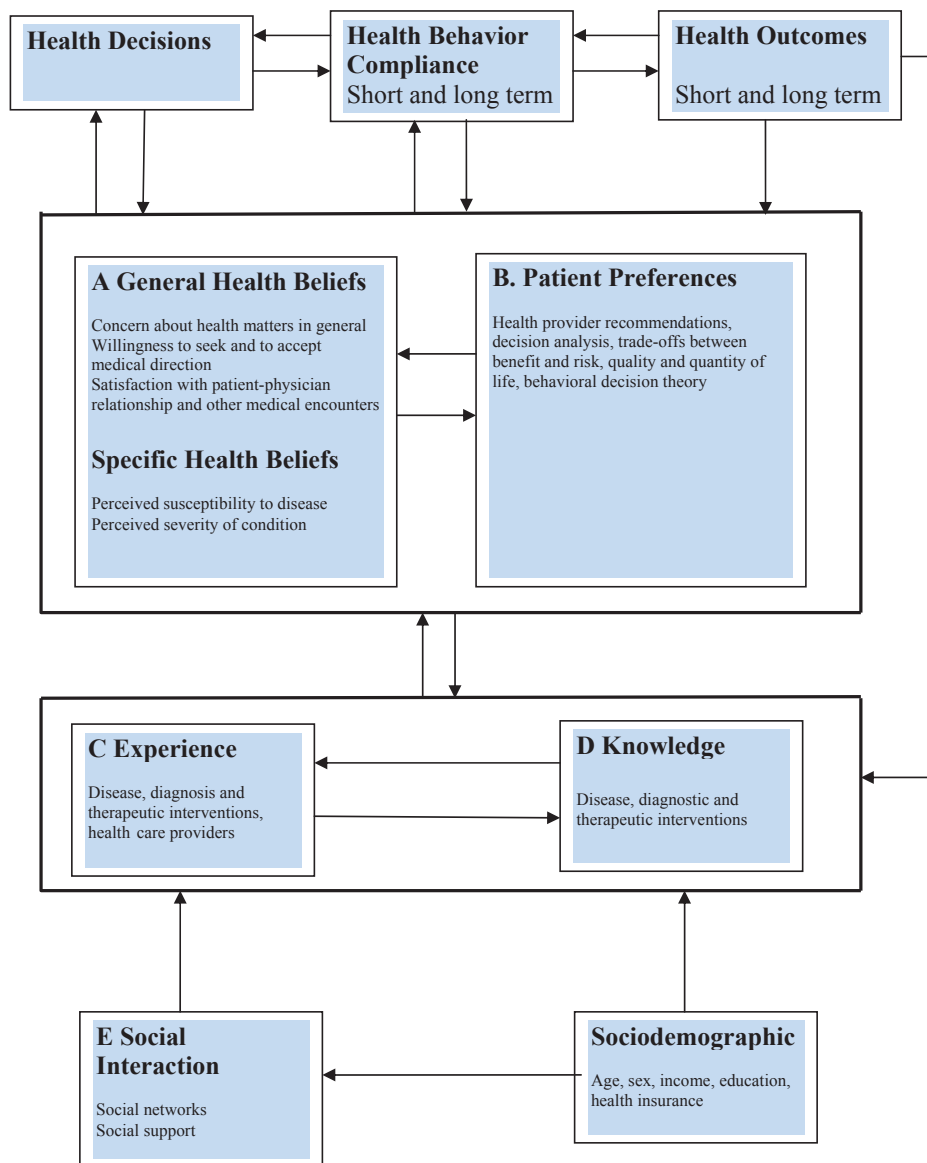 Health Decisions
Health Behavior
Compliance
Short and long term
Health Outcomes
Short and long term
A General Health Beliefs
Concern about health matters in general
Willingness to seek and to accept
medical direction
Satisfaction with patient-physician
relationship and other medical encounters
Specific Health Beliefs
Perceived susceptibility to disease
Perceived severity of condition
B. Patient Preferences
Health provider recommendations,
decision analysis, trade-offs between
benefit and risk, quality and quantity of
life, behavioral decision theory
C Experience
Disease, diagnosis and
therapeutic interventions,
health care providers
D Knowledge
Disease, diagnostic and
therapeutic interventions
E Social
Interaction
Social networks
Social support
Sociodemographic
Age, sex, income, education,
health insurance